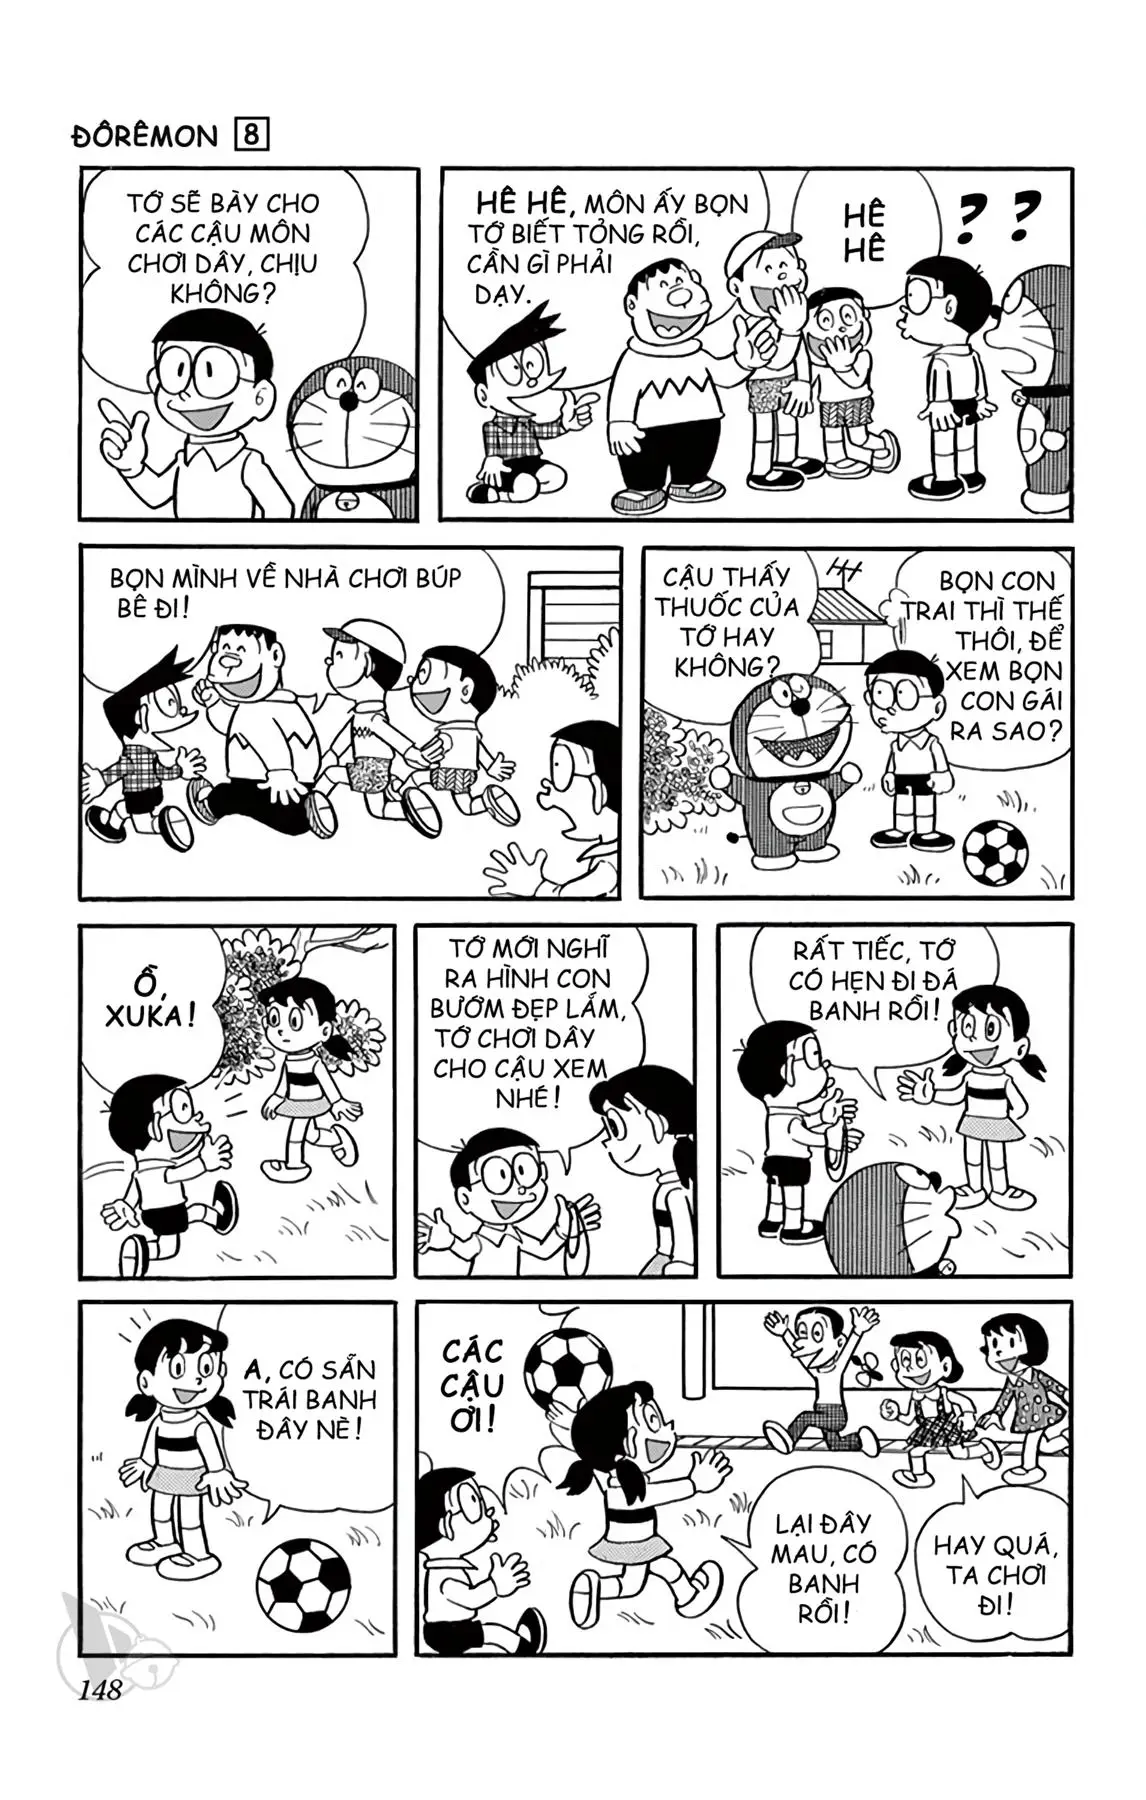 ĐÔRÊMON 8
TỚ SẼ BÀY CHO
CÁC CẬU MÔN
CHƠI DÂY, CHỊU
KHÔNG?
HÊ HÊ, MÔN ẤY BỌN
TỚ BIẾT TỎNG RỒI,
CẦN GÌ PHẢI
DẠY.
HÊ
HÊ
? ?
BỌN MÌNH VỀ NHÀ CHƠI BÚP
BÊ ĐI!
CẬU THẤY
THUỐC CỦA
TỚ HAY
KHÔNG?
BỌN CON
TRAI THÌ THẾ
THÔI, ĐỂ
XEM BỌN
CON GÁI
RA SAO?
Ồ,
XUKA!
TỚ MỚI NGHĨ
RA HÌNH CON
BƯỚM ĐẸP LẮM,
TỚ CHƠI DÂY
CHO CẬU XEM
NHÉ!
RẤT TIẾC, TỚ
CÓ HẸN ĐI ĐÁ
BANH RỒI!
A, CÓ SẴN
TRÁI BANH
ĐÂY NÈ!
CÁC
CẬU
ƠI!
LẠI ĐÂY
MAU, CÓ
BANH
RỒI!
HAY QUÁ,
TA CHƠI
ĐI!
148